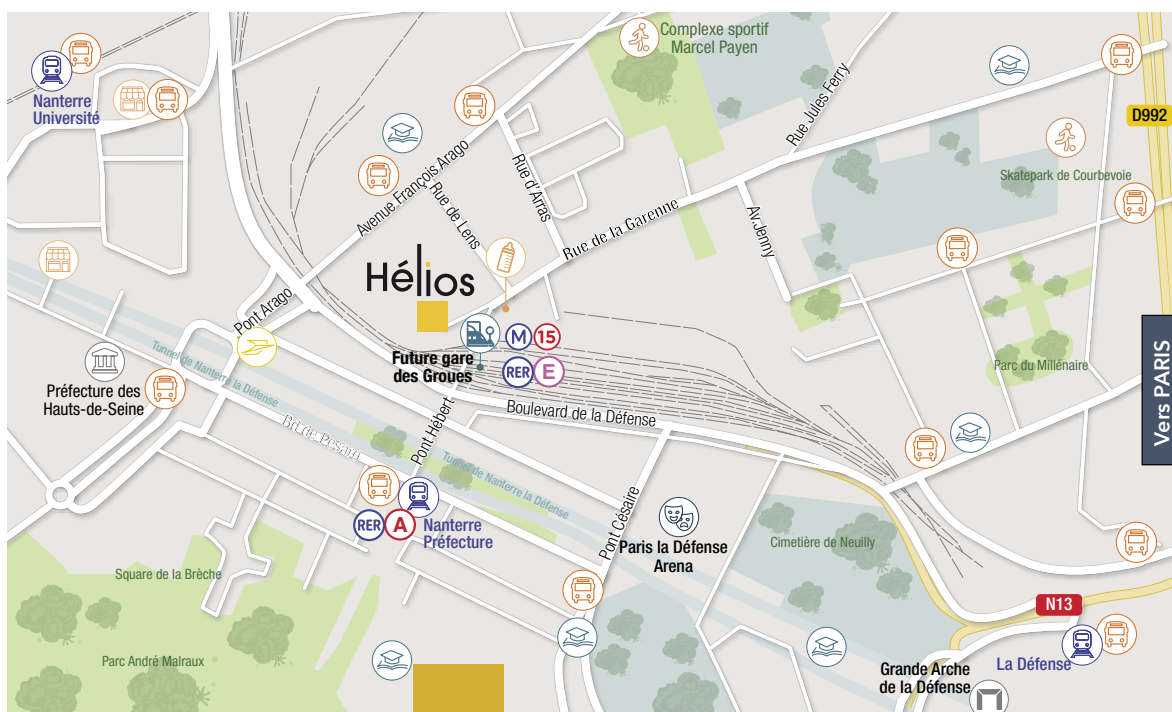 Complexe sportif
Marcel Payen
Nanterre
Université
D992
Rue Jules Ferry
Skatepark de Courbevoie
Avenue François Arago
Rue d'Arras
Rue de Lens
Rue de la Garenne
Av.Jenny
Hélios
Pont Arago
Tunnel de Nanterre la Défense
Future gare
des Groues
M 15
RER E
Préfecture des
Hauts-de-Seine
Parc du Millénaire
Vers PARIS
Boulevard de la Défense
Bd de Pesaro
Pont Hébert
Tunnel de Nanterre la Défense
RER A
Nanterre
Préfecture
Pont Césaire
Paris la Défense
Arena
Cimetière de Neuilly
Square de la Brèche
N13
Parc André Malraux
La Défense
Grande Arche
de la Défense